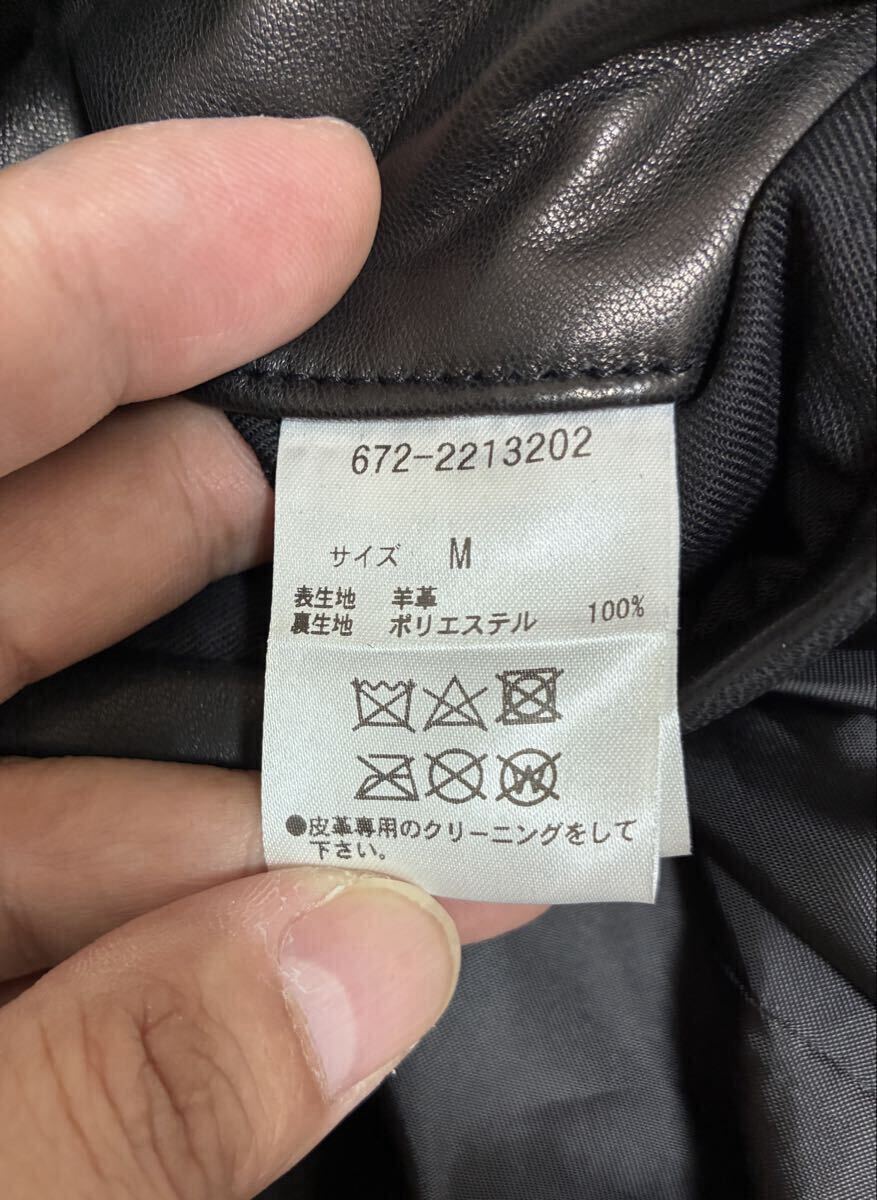 672-2213202
サイズ M
表生地 羊革
裏生地 ポリエステル 100%
●皮革専用のクリーニングをして
下さい。